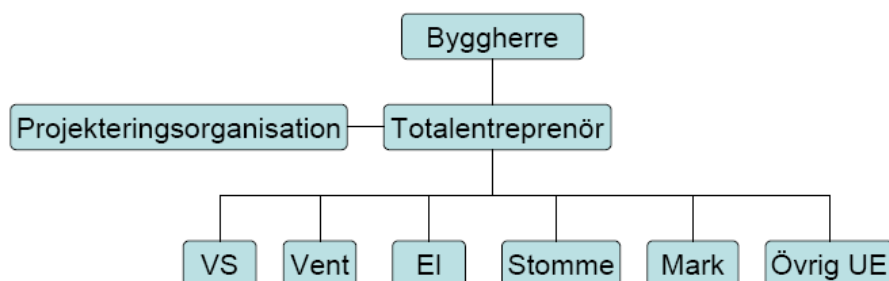 Byggherre
Projekteringsorganisation Totalentreprenör
VS Vent El Stomme Mark Övrig UE